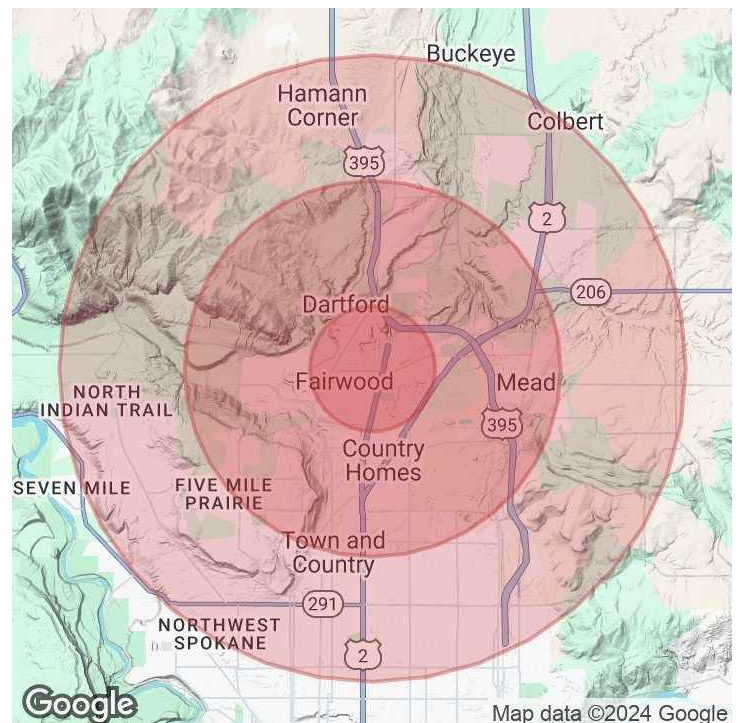 Buckeye
Hamann
Corner
Colbert
395
2
206
Dartford
Fairwood
Mead
NORTH
INDIAN TRAIL
395
Country
Homes
SEVEN MILE
FIVE MILE
PRAIRIE
Town and
Country
291
NORTHWEST
SPOKANE
2
Google
Map data ©2024 Google